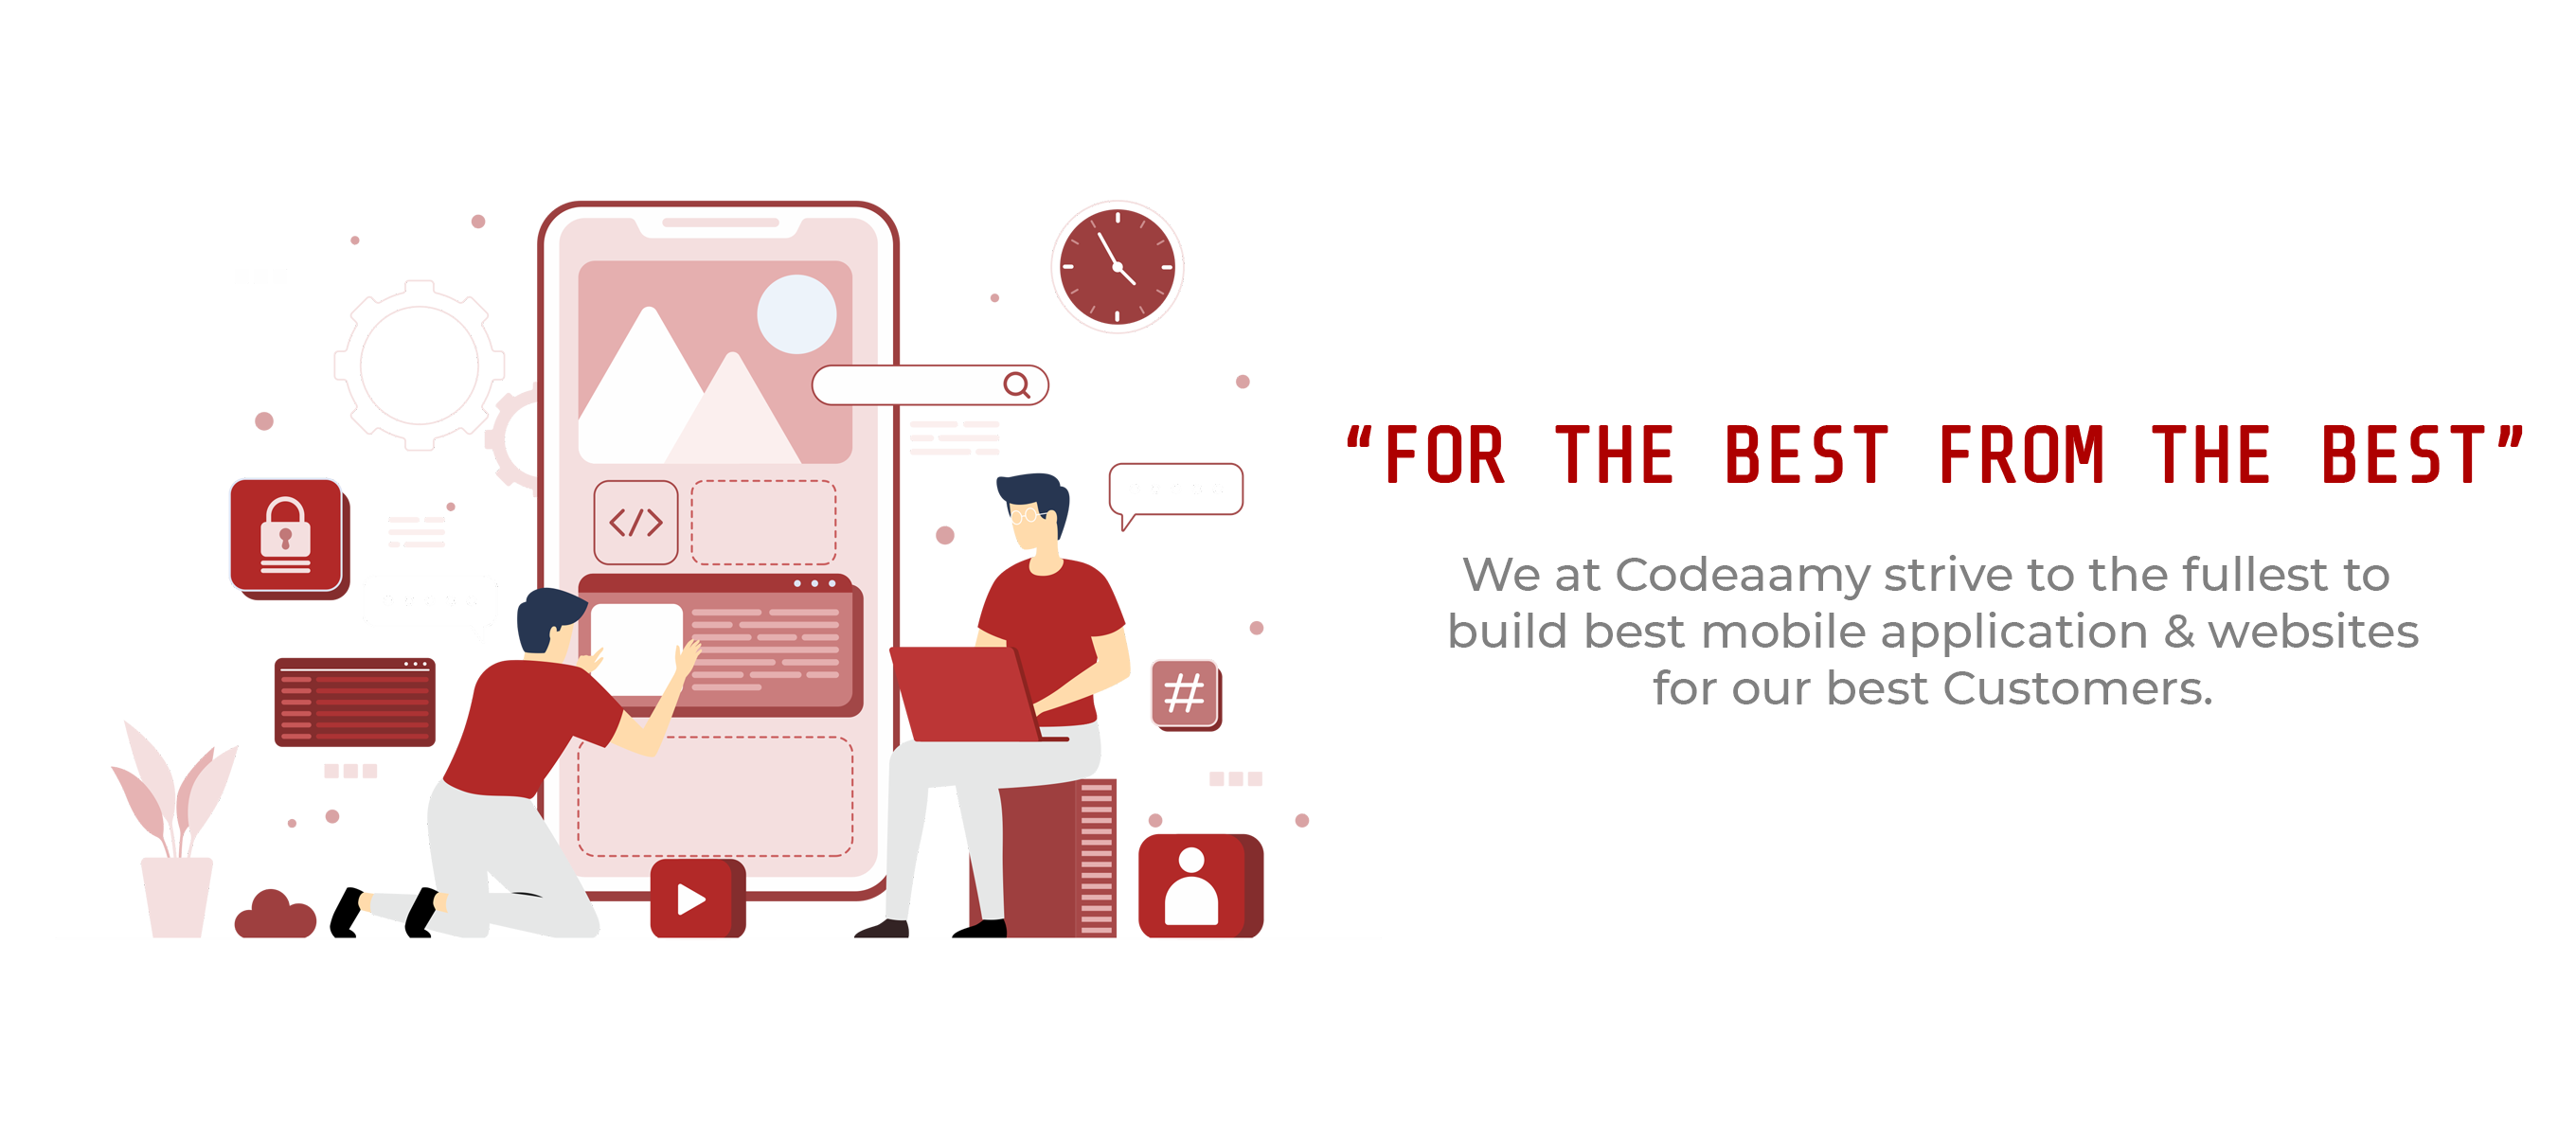 “FOR THE BEST FROM THE BEST”
We at Codeaamy strive to the fullest to
build best mobile application & websites
for our best Customers.
</>
#